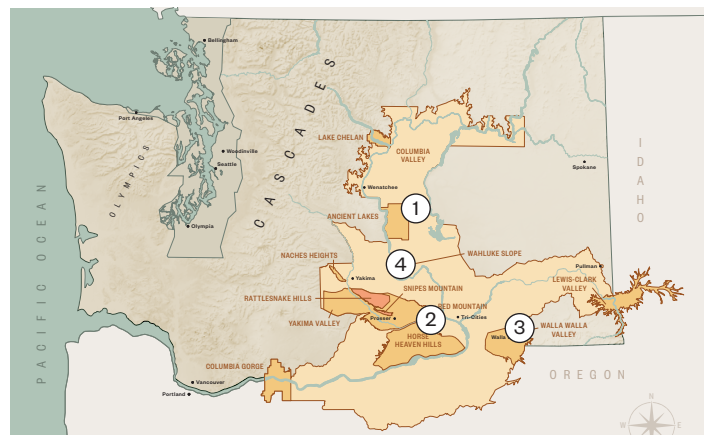 Bellingham
Port Angeles
Woodinville
Seattle
Olympia
OLYMPICS
CASCADES
PACIFIC OCEAN
LAKE CHELAN
COLUMBIA
VALLEY
Wenatchee
Spokane
IDAHO
1
ANCIENT LAKES
WAHLUKE SLOPE
4
NACHES HEIGHTS
Yakima
Pullman
LEWIS-CLARK
VALLEY
RATTLESNAKE HILLS
SNIPES MOUNTAIN
RED MOUNTAIN
2
Prosser
Tri-Cities
YAKIMA VALLEY
3
Walla
WALLA WALLA
VALLEY
HORSE
HEAVEN HILLS
COLUMBIA GORGE
Vancouver
Portland
OREGON
N
W
E